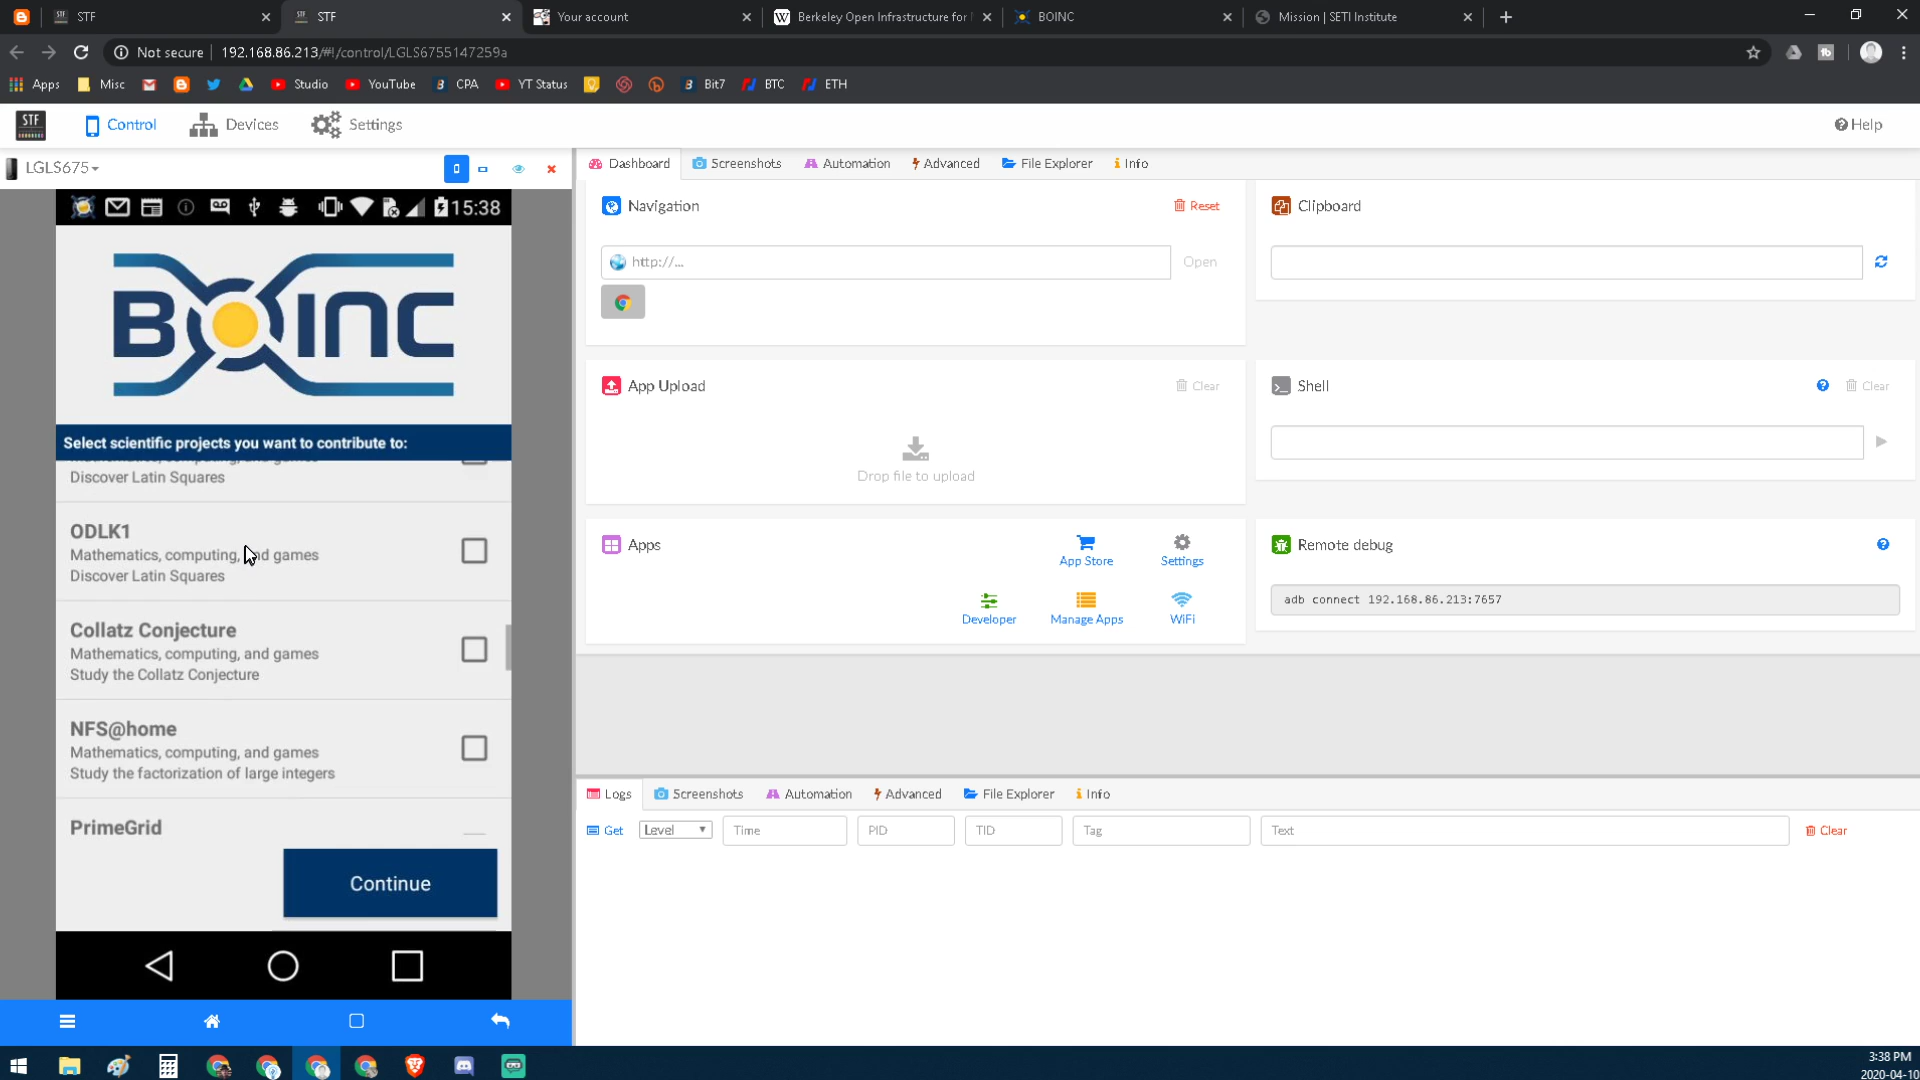 STF
STF
Your account
Berkeley Open Infrastructure for
BOINC
Mission | SETI Institute
Not secure
192.168.86.213/#!/control/LGLS6755147259a
Apps
Misc
Studio
YouTube
CPA
YT Status
Bit7
BTC
ETH
STF
Control
Devices
Settings
Help
LGLS675
Dashboard
Screenshots
Automation
Advanced
File Explorer
Info
15:38
BOINC
Select scientific projects you want to contribute to:
Mathematics, computing, and games
Discover Latin Squares
ODLK1
Mathematics, computing, and games
Discover Latin Squares
Collatz Conjecture
Mathematics, computing, and games
Study the Collatz Conjecture
NFS@home
Mathematics, computing, and games
Study the factorization of large integers
PrimeGrid
Continue
Navigation
Reset
http://...
Open
Clipboard
App Upload
Clear
Drop file to upload
Shell
Clear
Apps
App Store
Settings
Developer
Manage Apps
WiFi
Remote debug
adb connect 192.168.86.213:7657
Logs
Screenshots
Automation
Advanced
File Explorer
Info
Get
Level
Time
PID
TID
Tag
Text
Clear
3:38 PM
2020-04-10